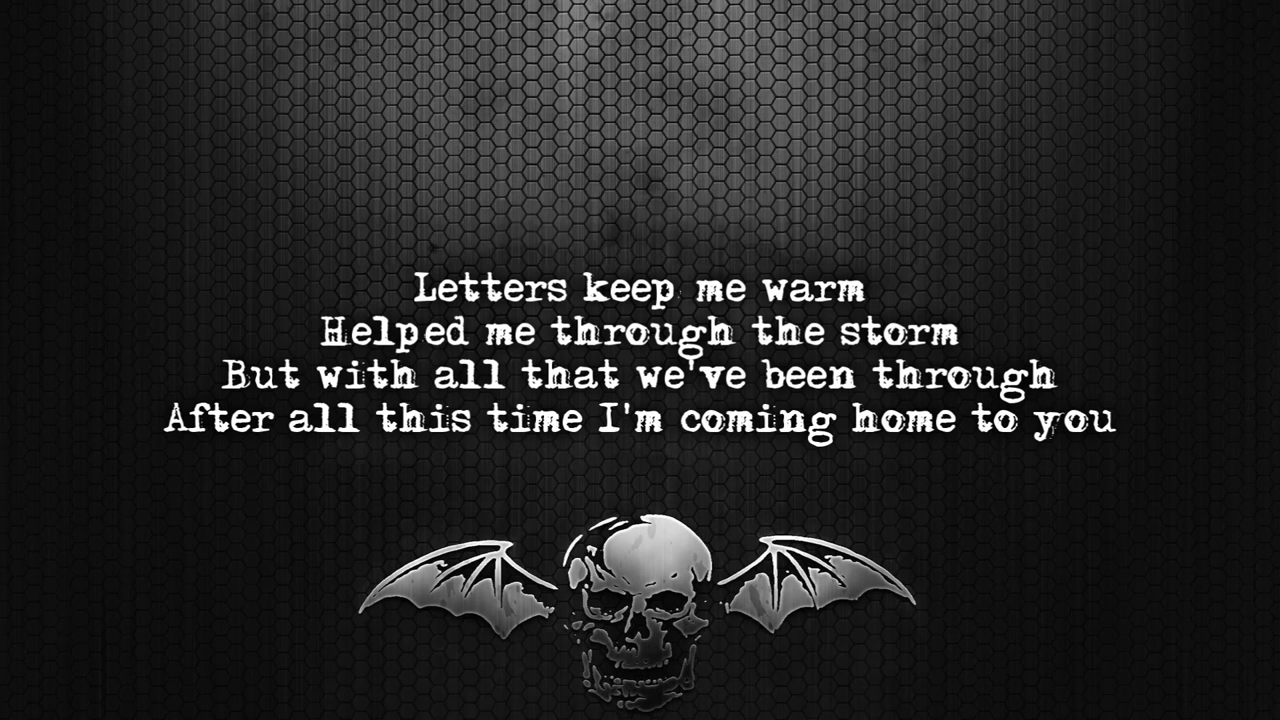 Letters keep me warm
Helped me through the storm
But with all that we've been through
After all this time I'm coming home to you